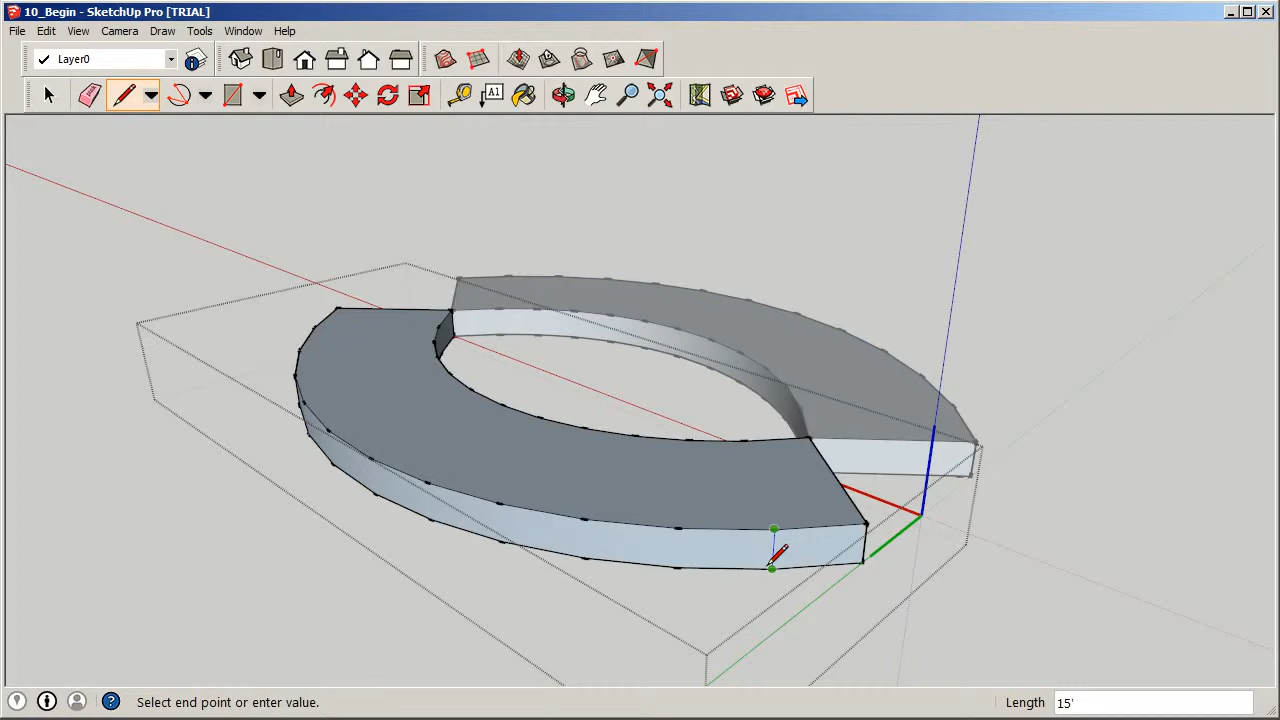 10_Begin - SketchUp Pro [TRIAL]
File Edit View Camera Draw Tools Window Help
Layer0
A1
Select end point or enter value.
Length 15'